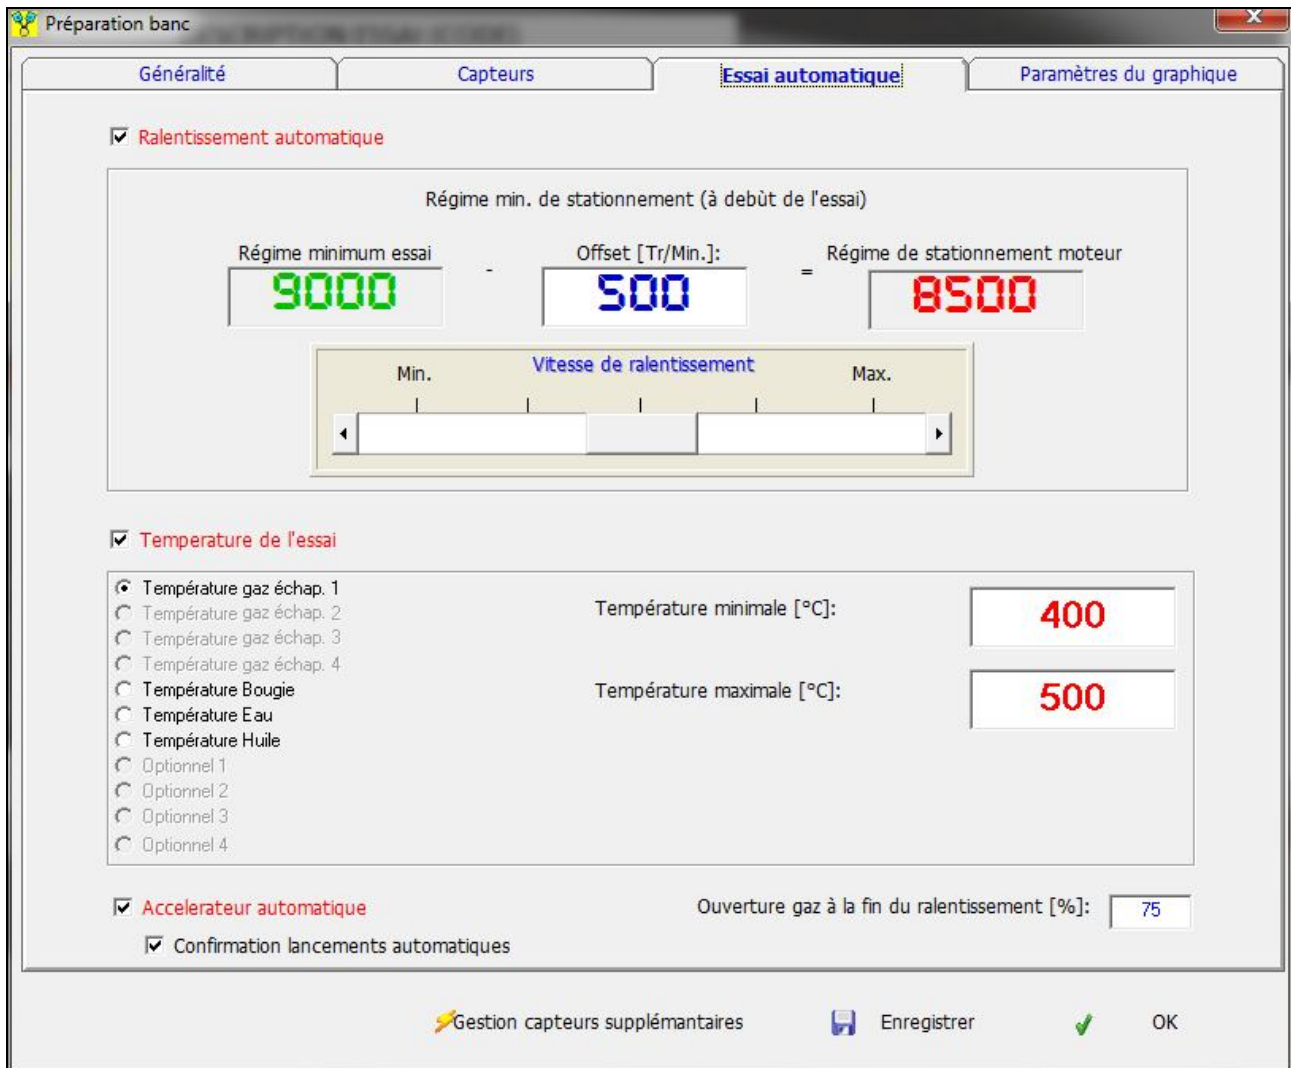 Préparation banc
Généralité
Capteurs
Essai automatique
Paramètres du graphique
Ralentissement automatique
Régime min. de stationnement (à debùt de l'essai)
Régime minimum essai
Offset [Tr/Min.]:
Régime de stationnement moteur
9000 - 500 = 8500
Vitesse de ralentissement
Min.
Max.
Temperature de l'essai
Température gaz échap. 1
Température gaz échap. 2
Température gaz échap. 3
Température gaz échap. 4
Température Bougie
Température Eau
Température Huile
Optionnel 1
Optionnel 2
Optionnel 3
Optionnel 4
Température minimale [°C]: 400
Température maximale [°C]: 500
Accelerateur automatique
Ouverture gaz à la fin du ralentissement [%]: 75
Confirmation lancements automatiques
Gestion capteurs supplémantaires
Enregistrer
OK